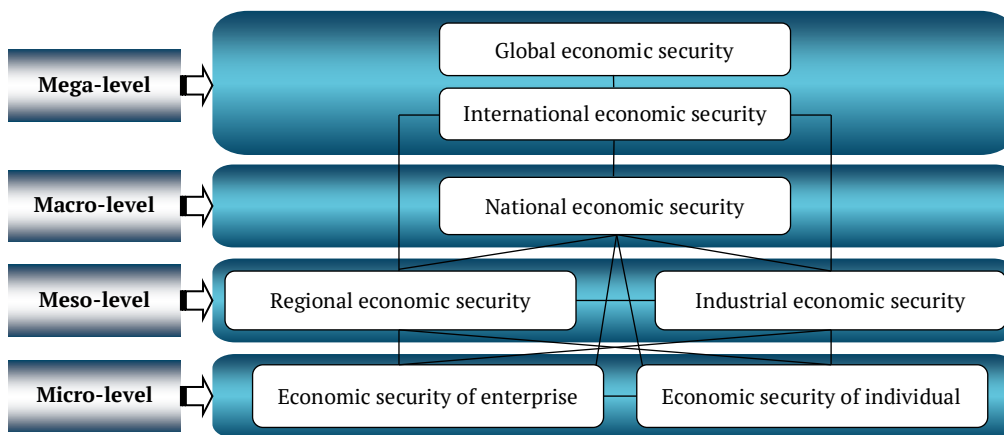 Mega-level
Global economic security
International economic security
Macro-level
National economic security
Meso-level
Regional economic security
Industrial economic security
Micro-level
Economic security of enterprise
Economic security of individual